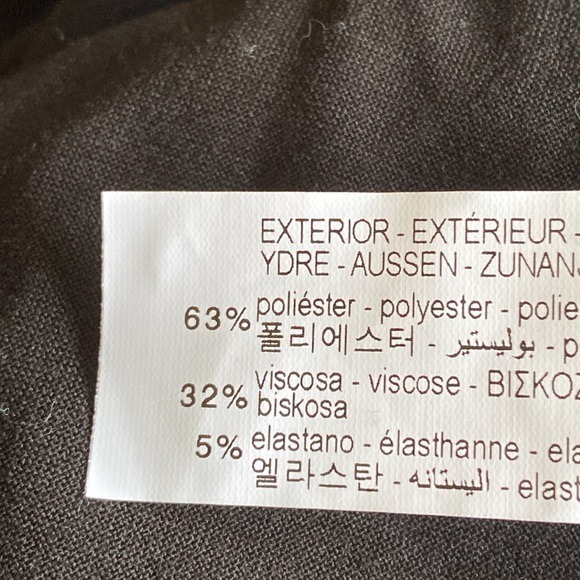 EXTERIOR - EXTÉRIEUR -
YDRE - AUSSEN - ZUNANJ
63% poliéster - polyester - polie
폴리에스터 - بوليستير - p
32% viscosa - viscose - ΒΙΣΚΟΖ
biskosa
5% elastano - élasthanne - ela
엘라스탄 - اليستانه - elast